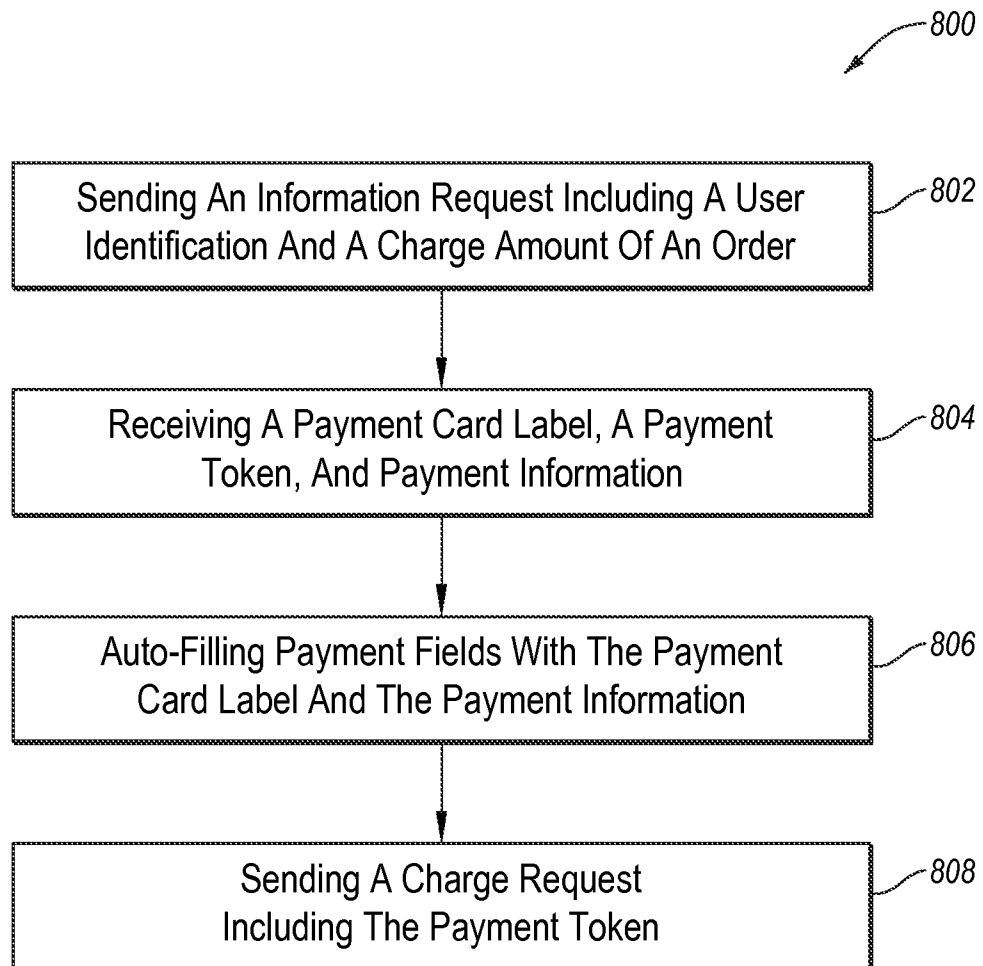 800
Sending An Information Request Including A User
Identification And A Charge Amount Of An Order
802
Receiving A Payment Card Label, A Payment
Token, And Payment Information
804
Auto-Filling Payment Fields With The Payment
Card Label And The Payment Information
806
Sending A Charge Request
Including The Payment Token
808